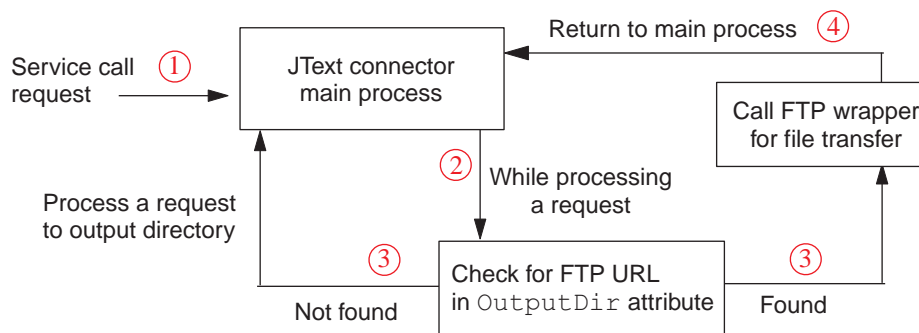 Service call
request
1
JText connector
main process
Return to main process
4
Call FTP wrapper
for file transfer
2
While processing
a request
Process a request
to output directory
3
Not found
Check for FTP URL
in OutputDir attribute
3
Found